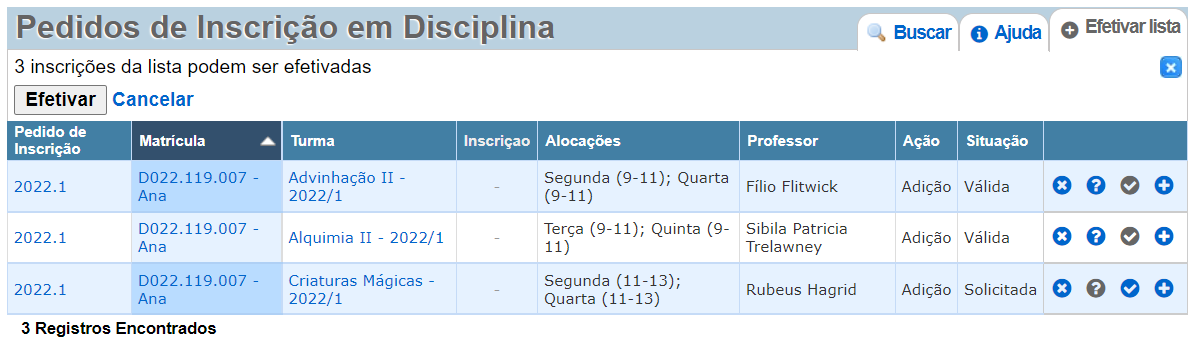 Pedidos de Inscrição em Disciplina
Buscar
Ajuda
Efetivar lista
3 inscrições da lista podem ser efetivadas
Efetivar Cancelar
Pedido de
Inscrição
Matrícula
Turma
Inscriçao
Alocações
Professor
Ação
Situação
2022.1
D022.119.007 -
Ana
Advinhação II -
2022/1
-
Segunda (9-11); Quarta
(9-11)
Fílio Flitwick
Adição
Válida
2022.1
D022.119.007 -
Ana
Alquimia II - 2022/1
-
Terça (9-11); Quinta (9-
11)
Sibila Patricia
Trelawney
Adição
Válida
2022.1
D022.119.007 -
Ana
Criaturas Mágicas -
2022/1
-
Segunda (11-13);
Quarta (11-13)
Rubeus Hagrid
Adição
Solicitada
3 Registros Encontrados